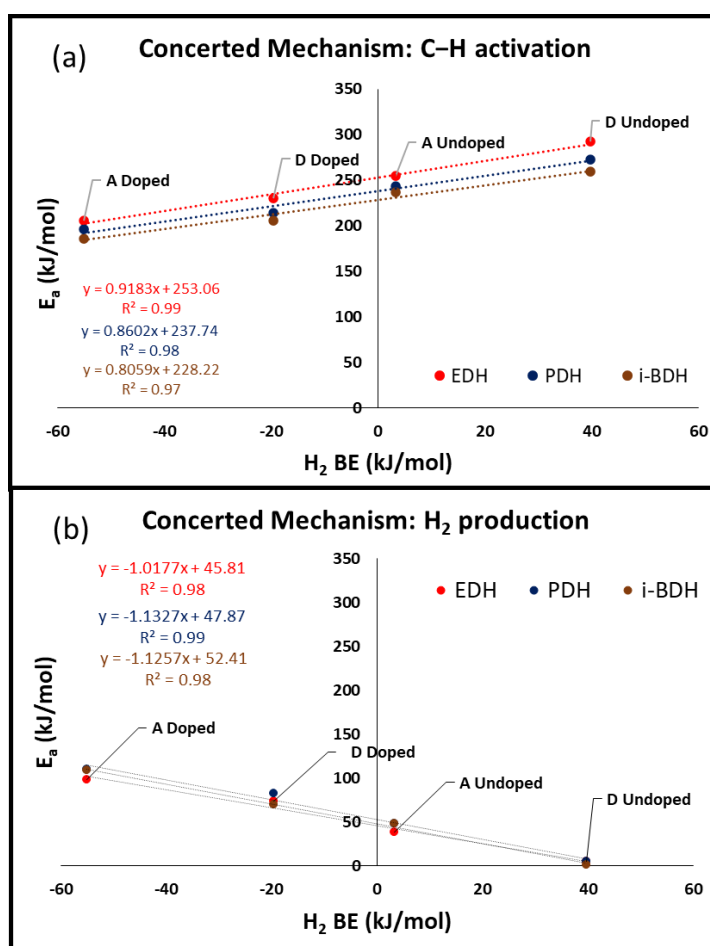 (a)
Concerted Mechanism: C–H activation
350
300
250
200
150
100
50
0
Eₐ (kJ/mol)
A Doped
D Doped
A Undoped
D Undoped
y = 0.9183x + 253.06
R² = 0.99
y = 0.8602x + 237.74
R² = 0.98
y = 0.8059x + 228.22
R² = 0.97
EDH PDH i-BDH
-60 -40 -20 0 20 40 60
H₂ BE (kJ/mol)
(b)
Concerted Mechanism: H₂ production
y = -1.0177x + 45.81
R² = 0.98
y = -1.1327x + 47.87
R² = 0.99
y = -1.1257x + 52.41
R² = 0.98
350
300
250
200
150
100
50
0
EDH PDH i-BDH
Eₐ (kJ/mol)
A Doped
D Doped
A Undoped
D Undoped
-60 -40 -20 0 20 40 60
H₂ BE (kJ/mol)